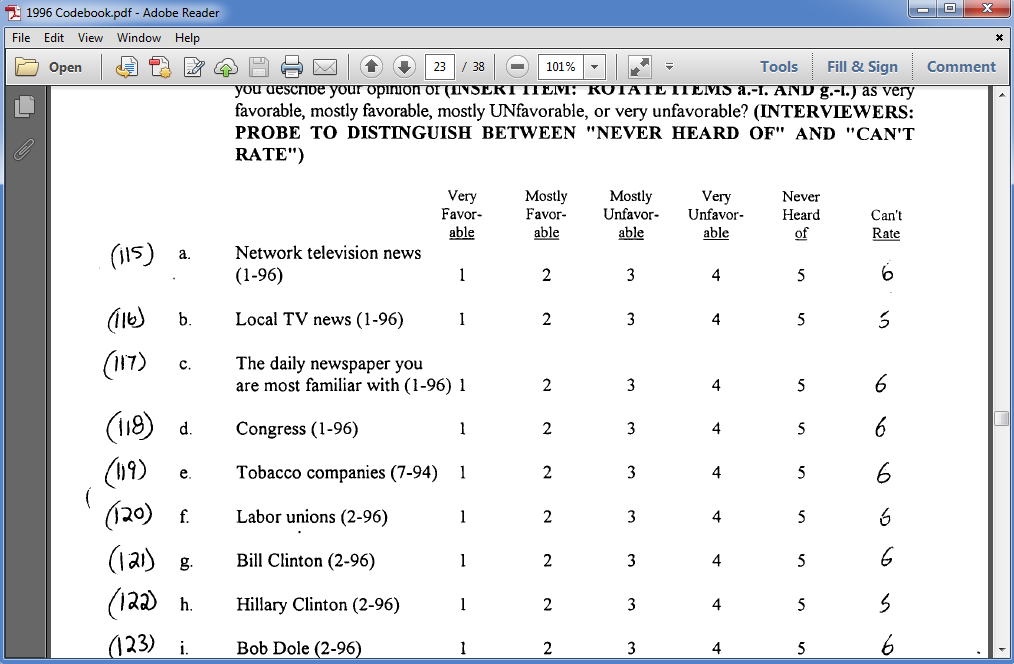 1996 Codebook.pdf - Adobe Reader
File Edit View Window Help
Open 23 / 38 101% Tools Fill & Sign Comment
you describe your opinion of (INSERT ITEM: ROTATE ITEMS a.-f. AND g.-i.) as very
favorable, mostly favorable, mostly UNfavorable, or very unfavorable? (INTERVIEWERS:
PROBE TO DISTINGUISH BETWEEN "NEVER HEARD OF" AND "CAN'T
RATE")
Very Mostly Mostly Very Never
Favor- Favor- Unfavor- Unfavor- Heard Can't
able able able able of Rate
(115) a. Network television news
(1-96) 1 2 3 4 5 6
(116) b. Local TV news (1-96) 1 2 3 4 5 5
(117) c. The daily newspaper you
are most familiar with (1-96) 1 2 3 4 5 6
(118) d. Congress (1-96) 1 2 3 4 5 6
(119) e. Tobacco companies (7-94) 1 2 3 4 5 6
(120) f. Labor unions (2-96) 1 2 3 4 5 6
(121) g. Bill Clinton (2-96) 1 2 3 4 5 6
(122) h. Hillary Clinton (2-96) 1 2 3 4 5 5
(123) i. Bob Dole (2-96) 1 2 3 4 5 6